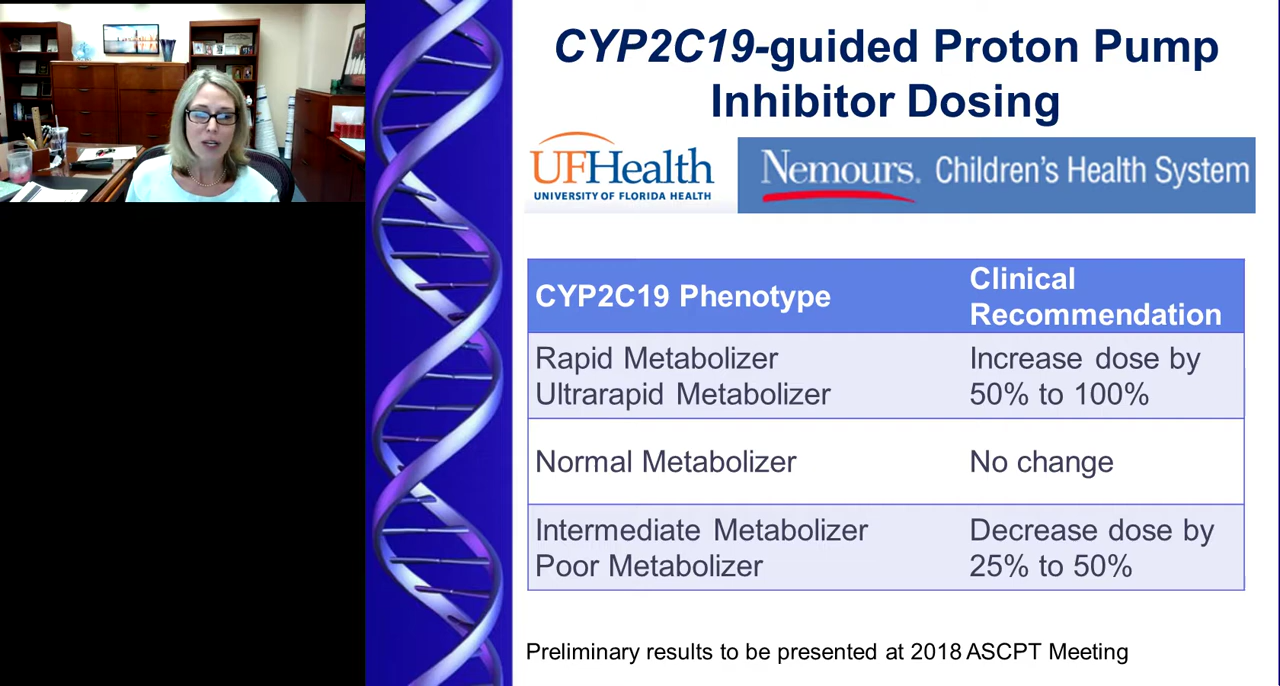 CYP2C19-guided Proton Pump
Inhibitor Dosing
UFHealth
UNIVERSITY OF FLORIDA HEALTH
Nemours. Children's Health System
CYP2C19 Phenotype
Clinical
Recommendation
Rapid Metabolizer
Ultrarapid Metabolizer
Increase dose by
50% to 100%
Normal Metabolizer
No change
Intermediate Metabolizer
Poor Metabolizer
Decrease dose by
25% to 50%
Preliminary results to be presented at 2018 ASCPT Meeting